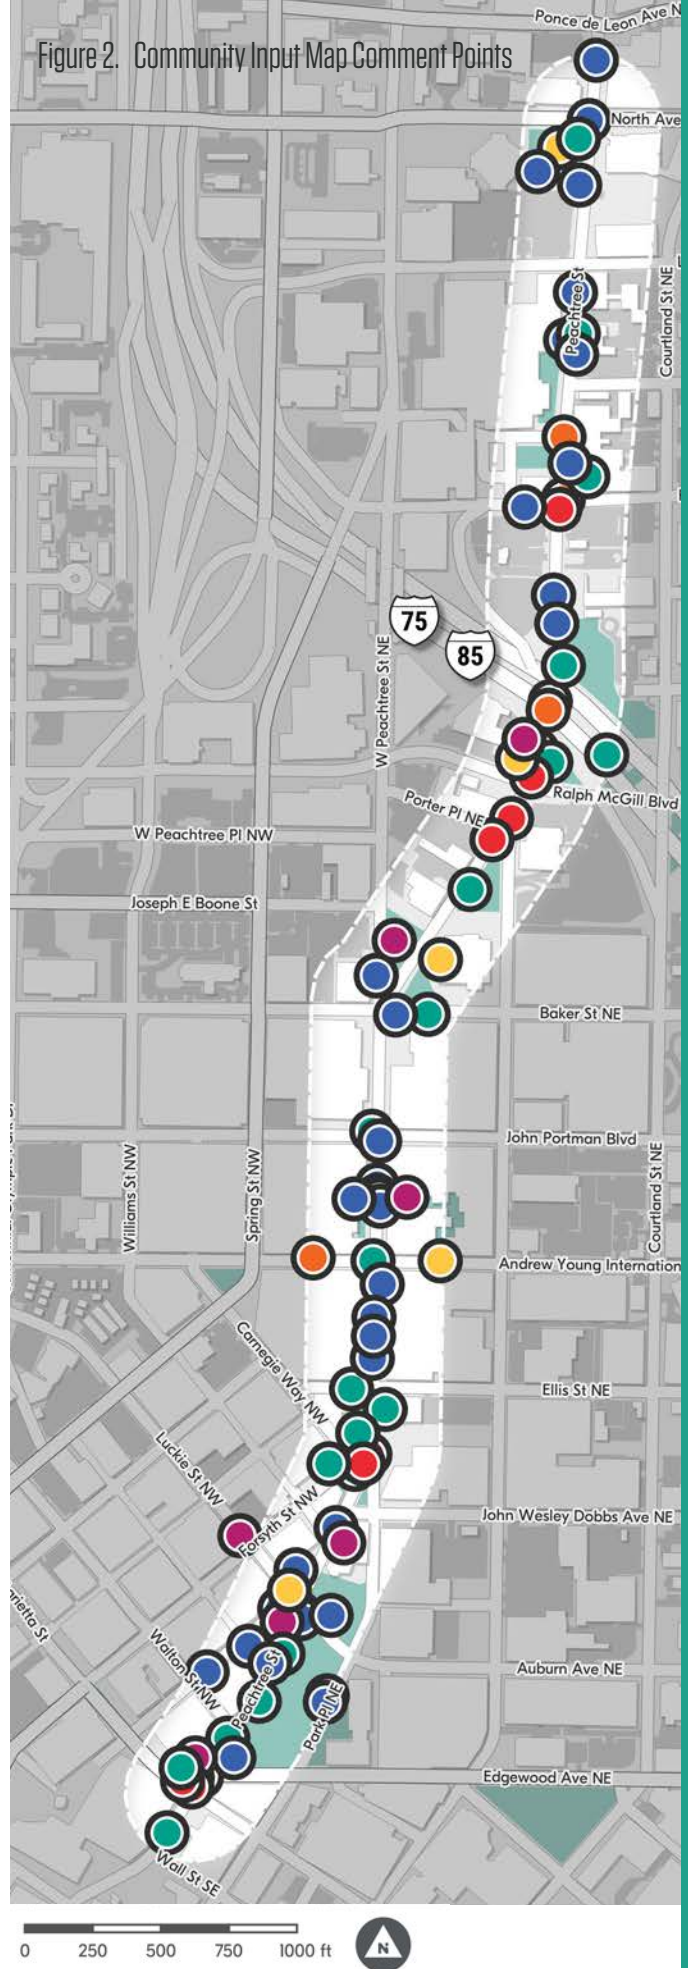 Ponce de Leon Ave N
Figure 2. Community Input Map Comment Points
North Ave
Peachtree St
Courtland St NE
75
85
W Peachtree St NE
Ralph McGill Blvd
Porter Pl NE
W Peachtree Pl NW
Joseph E Boone St
Baker St NE
John Portman Blvd
Williams St NW
Spring St NW
Courtland St NE
Andrew Young Internation
Carnegie Way NW
Ellis St NE
Luckie St NW
Forsyth St NW
John Wesley Dobbs Ave NE
rietta St
Walton St NW
Peachtree St
Auburn Ave NE
Park Pl NE
Edgewood Ave NE
Wall St SE
0 250 500 750 1000 ft
N